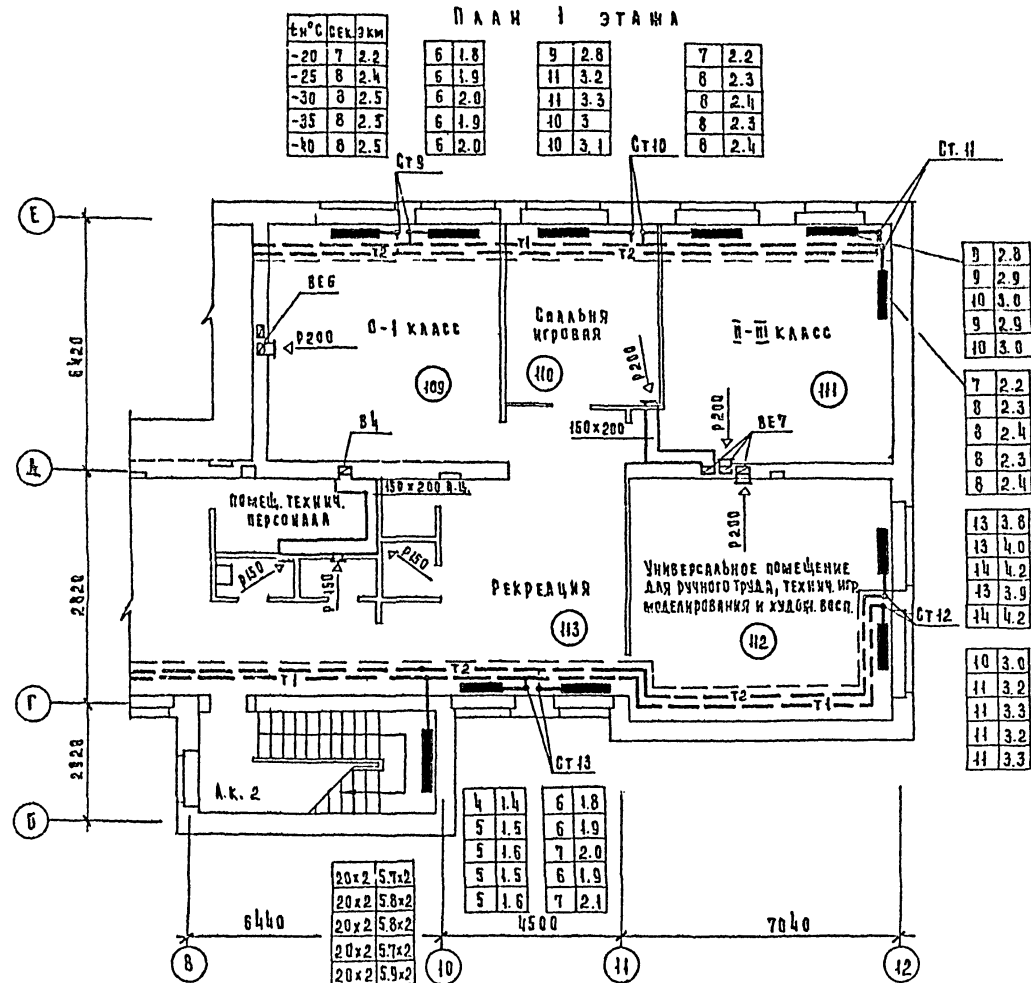 План 1 этажа
tн°C сек. экм
-20 7 2.2
-25 8 2.4
-30 8 2.5
-35 8 2.5
-40 8 2.5
6 1.8
6 1.9
6 2.0
6 1.9
6 2.0
9 2.8
11 3.2
11 3.3
10 3
10 3.1
7 2.2
8 2.3
8 2.4
8 2.3
8 2.4
Ст 9
Ст 10
Ст. 11
Е
Т1
Т2
Т2
9 2.8
9 2.9
10 3.0
9 2.9
10 3.0
ВЕ6
Р200
0-I класс
109
Спальня
игровая
110
Р200
II-III класс
111
6420
7 2.2
8 2.3
8 2.4
8 2.3
8 2.4
В4
150×200
Р200
ВЕ7
Д
150×200 в.ц.
Помещ. технич.
персонала
Р150
Р150
Р150
Р200
13 3.8
13 4.0
14 4.2
13 3.9
14 4.2
Универсальное помещение
для ручного труда, технич. игр,
моделирования и худож. восп.
112
Ст 12
Рекреация
113
2820
10 3.0
11 3.2
11 3.3
11 3.2
11 3.3
Т2
Т1
Т2
Т1
Г
2820
Л.к. 2
Ст 13
Б
4 1.4
5 1.5
5 1.6
5 1.5
5 1.6
6 1.8
6 1.9
7 2.0
6 1.9
7 2.1
20×2 5.7×2
20×2 5.8×2
20×2 5.8×2
20×2 5.7×2
20×2 5.9×2
6440
4500
7040
8
10
11
12